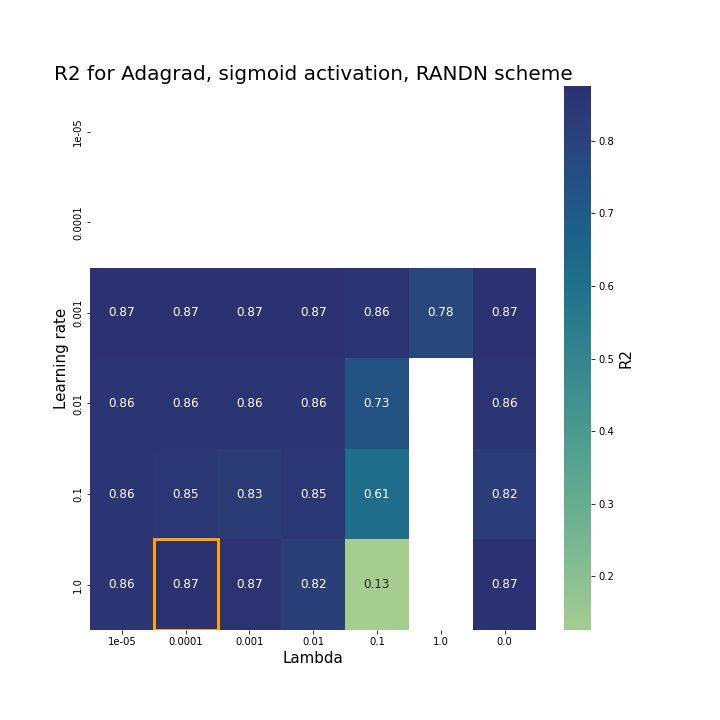 R2 for Adagrad, sigmoid activation, RANDN scheme
1e-05
0.0001
0.001 0.87 0.87 0.87 0.87 0.86 0.78 0.87
0.01 0.86 0.86 0.86 0.86 0.73 0.86
0.1 0.86 0.85 0.83 0.85 0.61 0.82
1.0 0.86 0.87 0.87 0.82 0.13 0.87
Learning rate
1e-05 0.0001 0.001 0.01 0.1 1.0 0.0
Lambda
0.8
0.7
0.6
0.5
0.4
0.3
0.2
R2